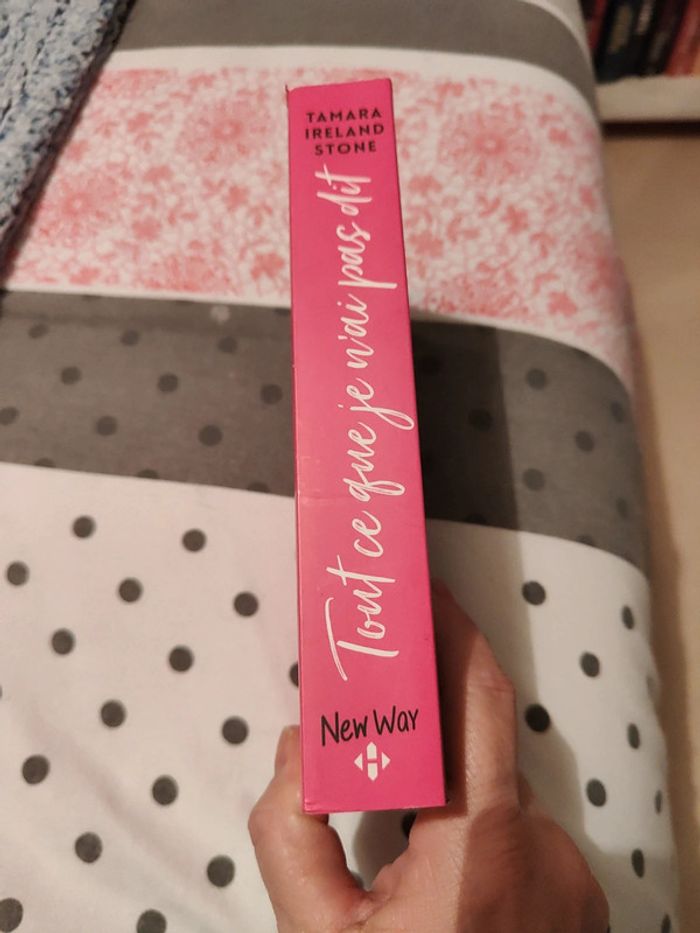 TAMARA
IRELAND
STONE
Tout ce que je n'ai pas dit
New Way
H